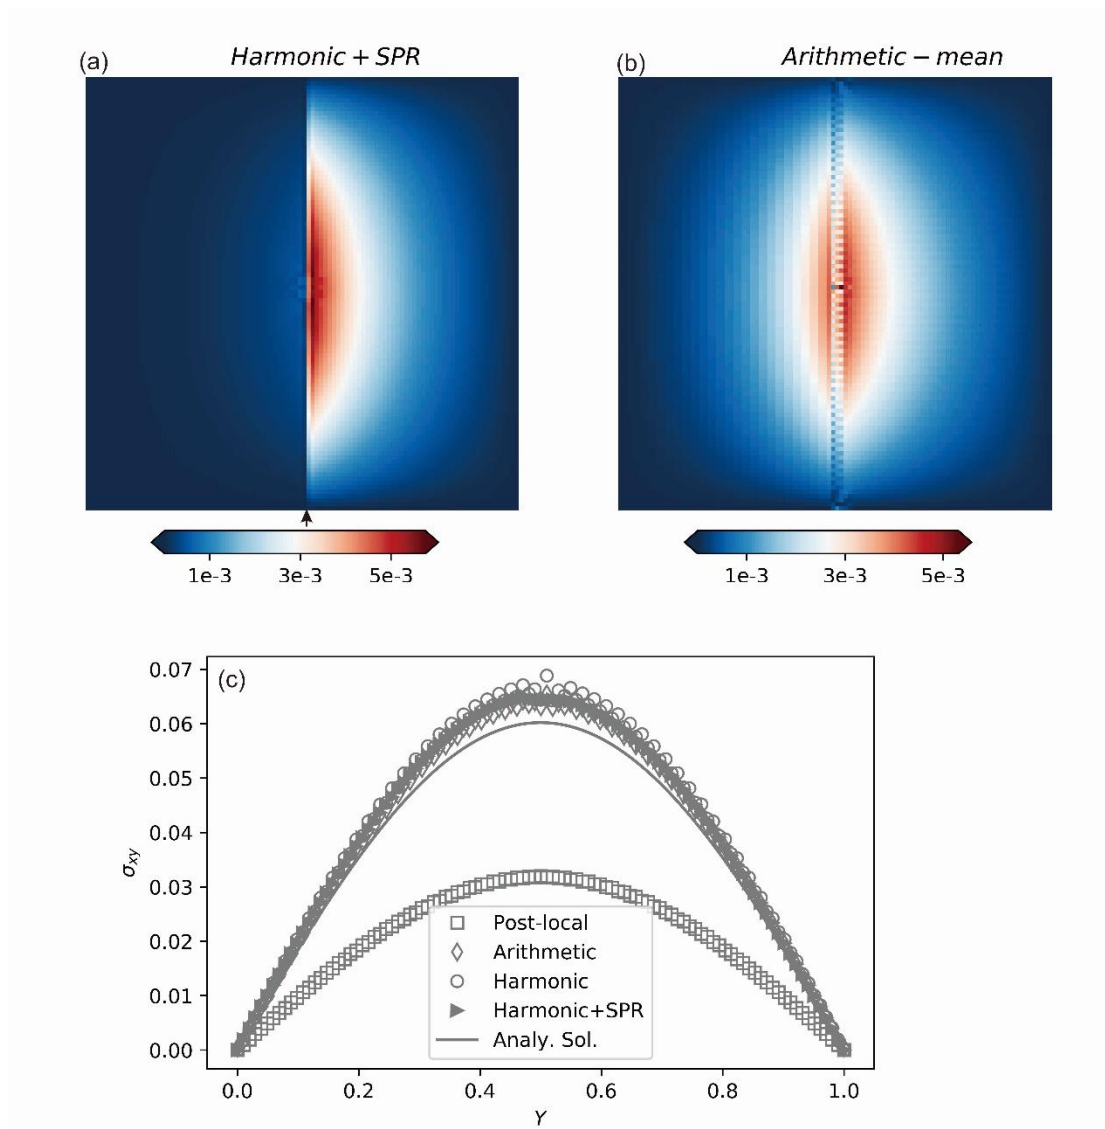 (a) Harmonic + SPR
(b) Arithmetic − mean
1e-3 3e-3 5e-3
1e-3 3e-3 5e-3
(c)
0.07
0.06
0.05
0.04
0.03
0.02
0.01
0.00
σxy
Post-local
Arithmetic
Harmonic
Harmonic+SPR
Analy. Sol.
0.0 0.2 0.4 0.6 0.8 1.0
Y